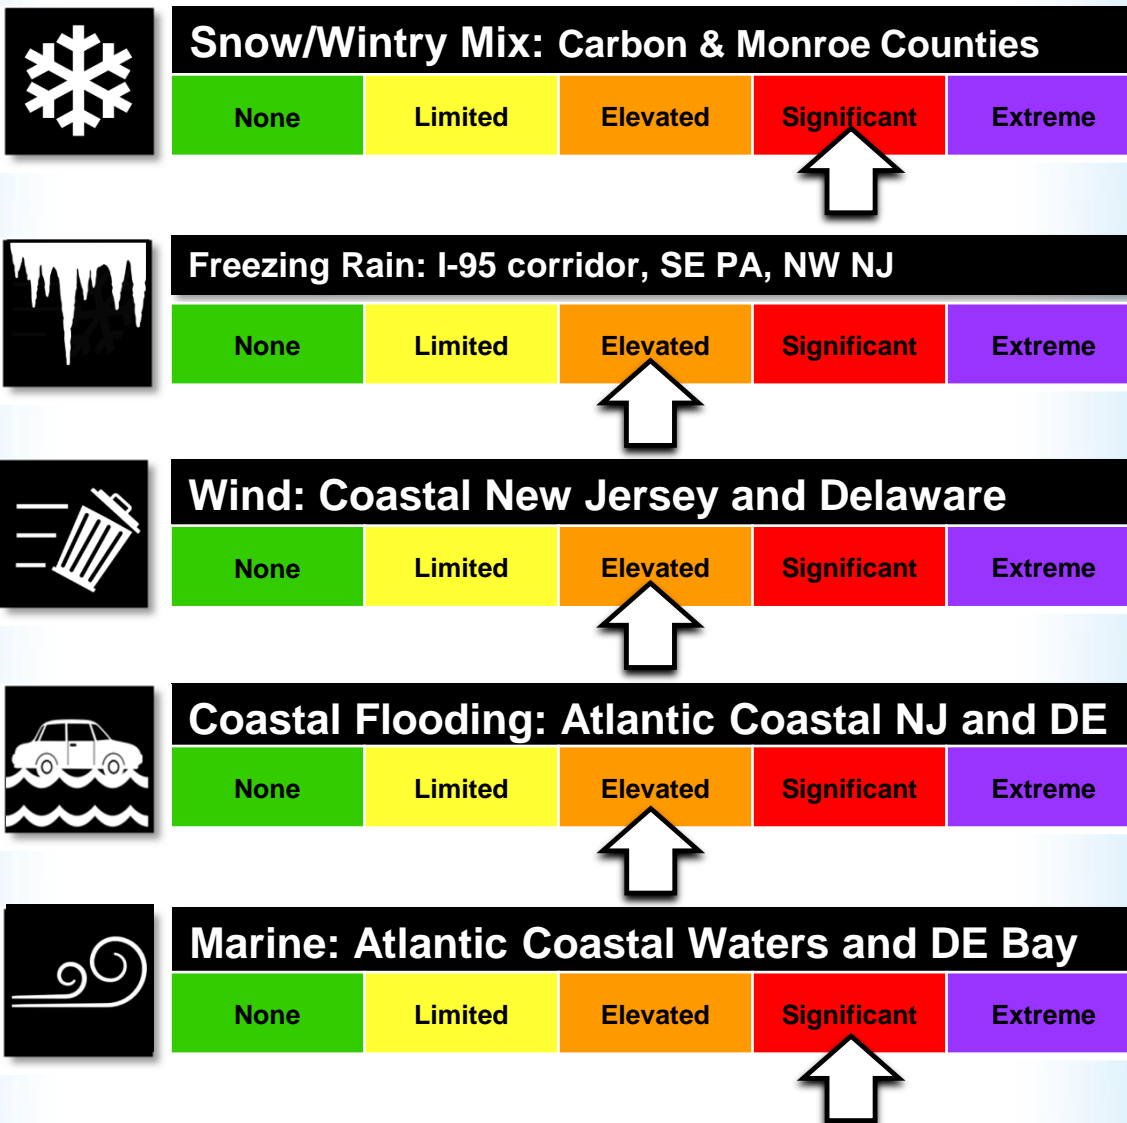 Snow/Wintry Mix: Carbon & Monroe Counties
None Limited Elevated Significant Extreme
Freezing Rain: I-95 corridor, SE PA, NW NJ
None Limited Elevated Significant Extreme
Wind: Coastal New Jersey and Delaware
None Limited Elevated Significant Extreme
Coastal Flooding: Atlantic Coastal NJ and DE
None Limited Elevated Significant Extreme
Marine: Atlantic Coastal Waters and DE Bay
None Limited Elevated Significant Extreme